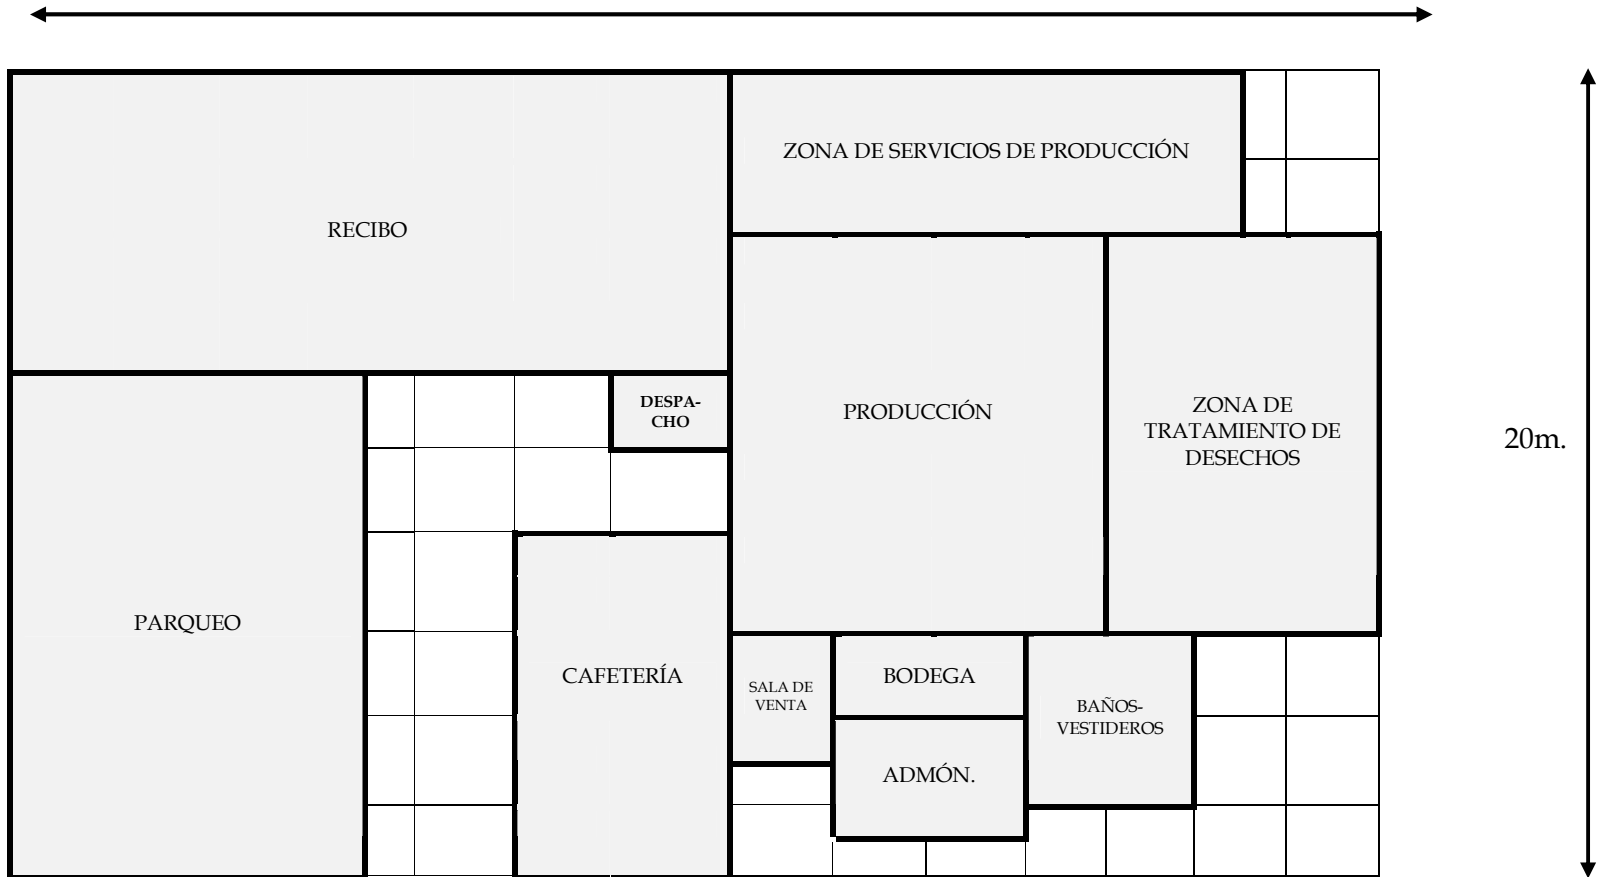 ZONA DE SERVICIOS DE PRODUCCIÓN
RECIBO
DESPA-
CHO
PRODUCCIÓN
ZONA DE
TRATAMIENTO DE
DESECHOS
20m.
PARQUEO
CAFETERÍA
SALA DE
VENTA
BODEGA
BAÑOS-
VESTIDEROS
ADMÓN.